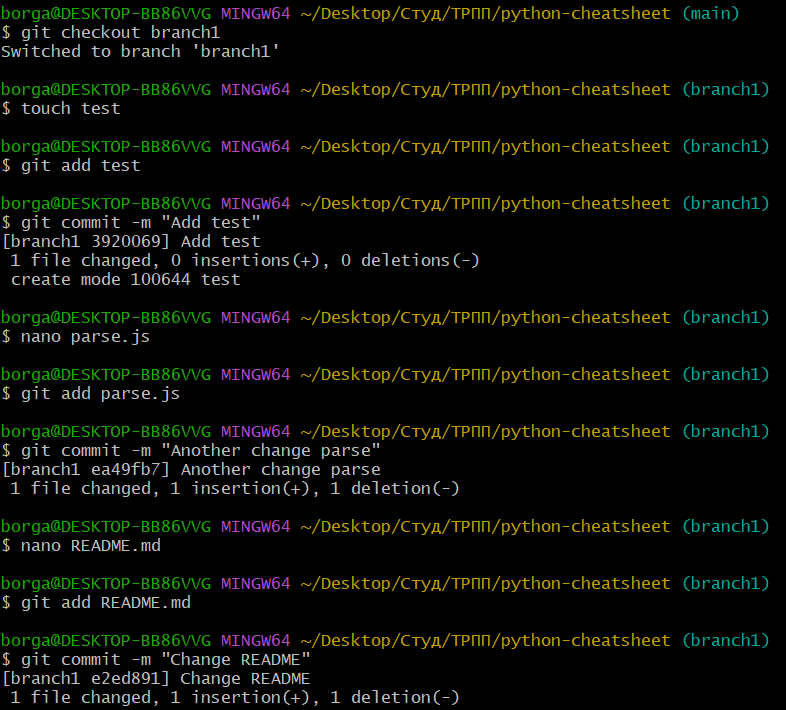 borga@DESKTOP-BB86VVG MINGW64 ~/Desktop/Студ/ТРПП/python-cheatsheet (main)
$ git checkout branch1
Switched to branch 'branch1'
borga@DESKTOP-BB86VVG MINGW64 ~/Desktop/Студ/ТРПП/python-cheatsheet (branch1)
$ touch test
borga@DESKTOP-BB86VVG MINGW64 ~/Desktop/Студ/ТРПП/python-cheatsheet (branch1)
$ git add test
borga@DESKTOP-BB86VVG MINGW64 ~/Desktop/Студ/ТРПП/python-cheatsheet (branch1)
$ git commit -m "Add test"
[branch1 3920069] Add test
 1 file changed, 0 insertions(+), 0 deletions(-)
 create mode 100644 test
borga@DESKTOP-BB86VVG MINGW64 ~/Desktop/Студ/ТРПП/python-cheatsheet (branch1)
$ nano parse.js
borga@DESKTOP-BB86VVG MINGW64 ~/Desktop/Студ/ТРПП/python-cheatsheet (branch1)
$ git add parse.js
borga@DESKTOP-BB86VVG MINGW64 ~/Desktop/Студ/ТРПП/python-cheatsheet (branch1)
$ git commit -m "Another change parse"
[branch1 ea49fb7] Another change parse
 1 file changed, 1 insertion(+), 1 deletion(-)
borga@DESKTOP-BB86VVG MINGW64 ~/Desktop/Студ/ТРПП/python-cheatsheet (branch1)
$ nano README.md
borga@DESKTOP-BB86VVG MINGW64 ~/Desktop/Студ/ТРПП/python-cheatsheet (branch1)
$ git add README.md
borga@DESKTOP-BB86VVG MINGW64 ~/Desktop/Студ/ТРПП/python-cheatsheet (branch1)
$ git commit -m "Change README"
[branch1 e2ed891] Change README
 1 file changed, 1 insertion(+), 1 deletion(-)